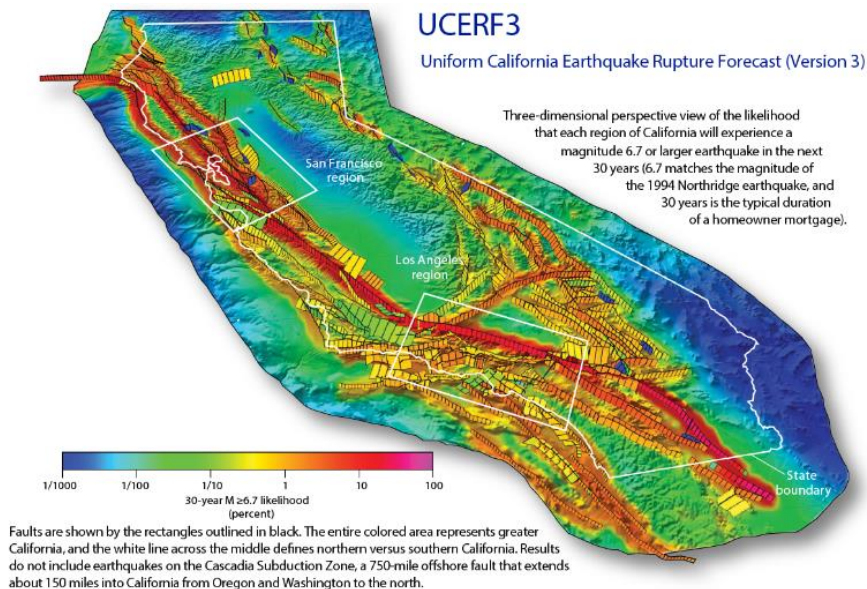 UCERF3
Uniform California Earthquake Rupture Forecast (Version 3)
Three-dimensional perspective view of the likelihood
that each region of California will experience a
magnitude 6.7 or larger earthquake in the next
30 years (6.7 matches the magnitude of
the 1994 Northridge earthquake, and
30 years is the typical duration
of a homeowner mortgage).
San Francisco
region
Los Angeles
region
State
boundary
1/1000 1/100 1/10 1 10 100
30-year M ≥6.7 likelihood
(percent)
Faults are shown by the rectangles outlined in black. The entire colored area represents greater
California, and the white line across the middle defines northern versus southern California. Results
do not include earthquakes on the Cascadia Subduction Zone, a 750-mile offshore fault that extends
about 150 miles into California from Oregon and Washington to the north.